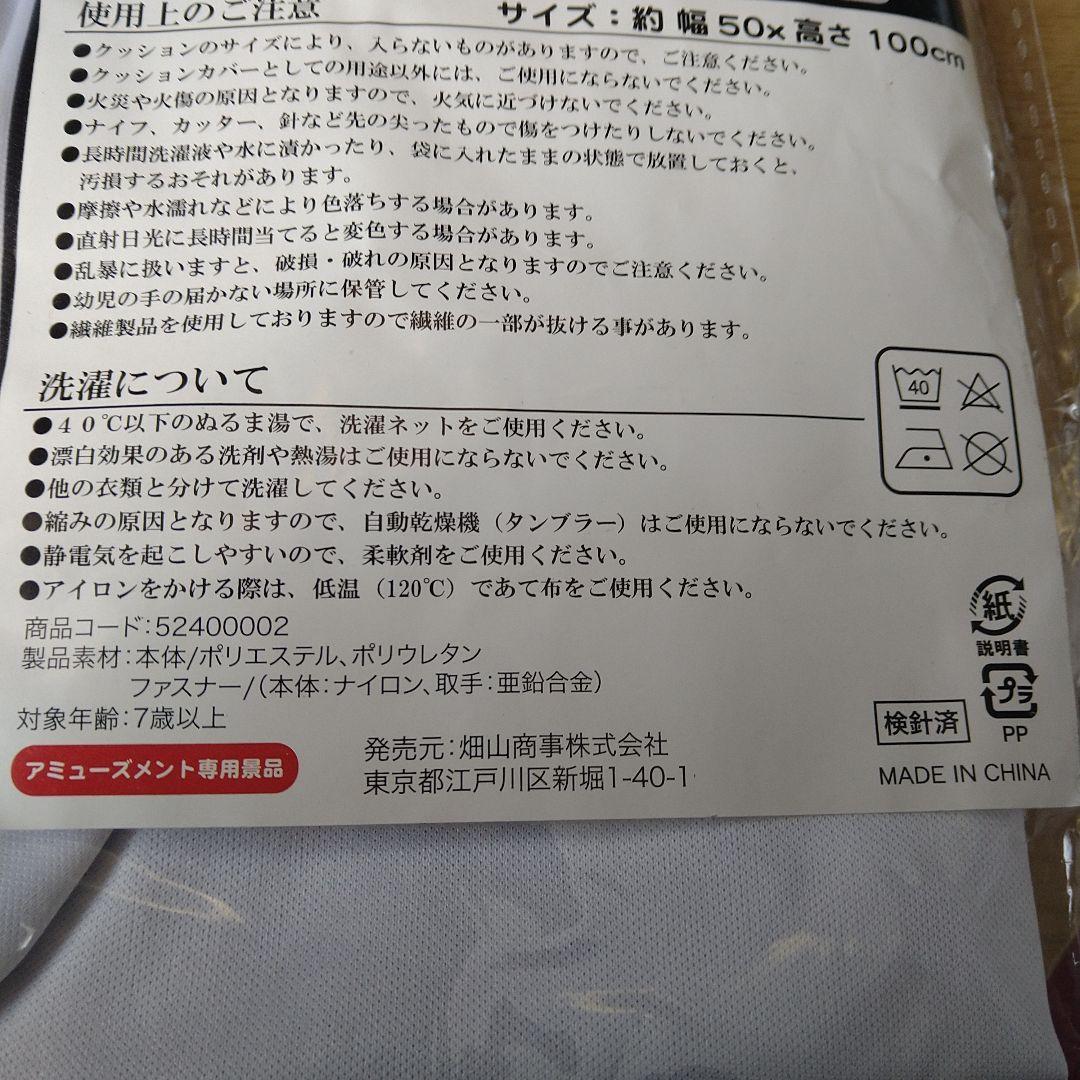 使用上のご注意
サイズ：約 幅50x高さ 100cm
●クッションのサイズにより、入らないものがありますので、ご注意ください。
●クッションカバーとしての用途以外には、ご使用にならないでください。
●火災や火傷の原因となりますので、火気に近づけないでください。
●ナイフ、カッター、針など先の尖ったもので傷をつけたりしないでください。
●長時間洗濯液や水に漬かったり、袋に入れたままの状態で放置しておくと、
汚損するおそれがあります。
●摩擦や水濡れなどにより色落ちする場合があります。
●直射日光に長時間当てると変色する場合があります。
●乱暴に扱いますと、破損・破れの原因となりますのでご注意ください。
●幼児の手の届かない場所に保管してください。
●繊維製品を使用しておりますので繊維の一部が抜ける事があります。
洗濯について
40
●４０℃以下のぬるま湯で、洗濯ネットをご使用ください。
●漂白効果のある洗剤や熱湯はご使用にならないでください。
●他の衣類と分けて洗濯してください。
●縮みの原因となりますので、自動乾燥機（タンブラー）はご使用にならないでください。
●静電気を起こしやすいので、柔軟剤をご使用ください。
●アイロンをかける際は、低温（120℃）であて布をご使用ください。
商品コード：52400002
製品素材：本体/ポリエステル、ポリウレタン
ファスナー/（本体：ナイロン、取手：亜鉛合金）
対象年齢：7歳以上
アミューズメント専用景品
発売元：畑山商事株式会社
東京都江戸川区新堀1-40-1
紙
説明書
プラ
PP
検針済
MADE IN CHINA